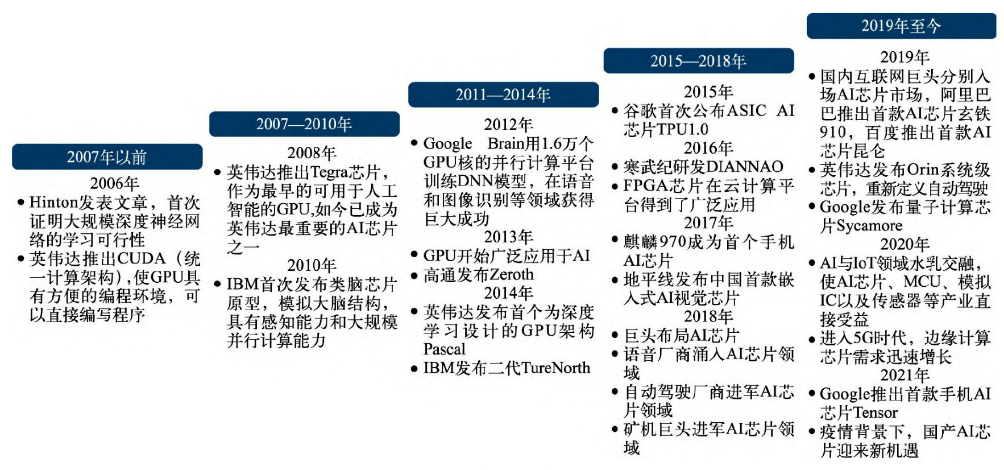 2007年以前
2006年
• Hinton发表文章，首次
证明大规模深度神经网
络的学习可行性
• 英伟达推出CUDA（统
一计算架构），使GPU具
有方便的编程环境，可
以直接编写程序
2007—2010年
2008年
• 英伟达推出Tegra芯片，
作为最早的可用于人工
智能的GPU,如今已成为
英伟达最重要的AI芯片
之一
2010年
• IBM首次发布类脑芯片
原型，模拟大脑结构，
具有感知能力和大规模
并行计算能力
2011—2014年
2012年
• Google Brain用1.6万个
GPU核的并行计算平台
训练DNN模型，在语音
和图像识别等领域获得
巨大成功
2013年
• GPU开始广泛应用于AI
• 高通发布Zeroth
2014年
• 英伟达发布首个为深度
学习设计的GPU架构
Pascal
• IBM发布二代TureNorth
2015—2018年
2015年
• 谷歌首次公布ASIC AI
芯片TPU1.0
2016年
• 寒武纪研发DIANNAO
• FPGA芯片在云计算平
台得到了广泛应用
2017年
• 麒麟970成为首个手机
AI芯片
• 地平线发布中国首款嵌
入式AI视觉芯片
2018年
• 巨头布局AI芯片
• 语音厂商涌入AI芯片领
域
• 自动驾驶厂商进军AI芯
片领域
• 矿机巨头进军AI芯片领
域
2019年至今
2019年
• 国内互联网巨头分别入
场AI芯片市场，阿里巴
巴推出首款AI芯片玄铁
910，百度推出首款AI
芯片昆仑
• 英伟达发布Orin系统级
芯片，重新定义自动驾驶
• Google发布量子计算芯
片Sycamore
2020年
• AI与IoT领域水乳交融，
使AI芯片、MCU、模拟
IC以及传感器等产业直
接受益
• 进入5G时代，边缘计算
芯片需求迅速增长
2021年
• Google推出首款手机AI
芯片Tensor
• 疫情背景下，国产AI芯
片迎来新机遇